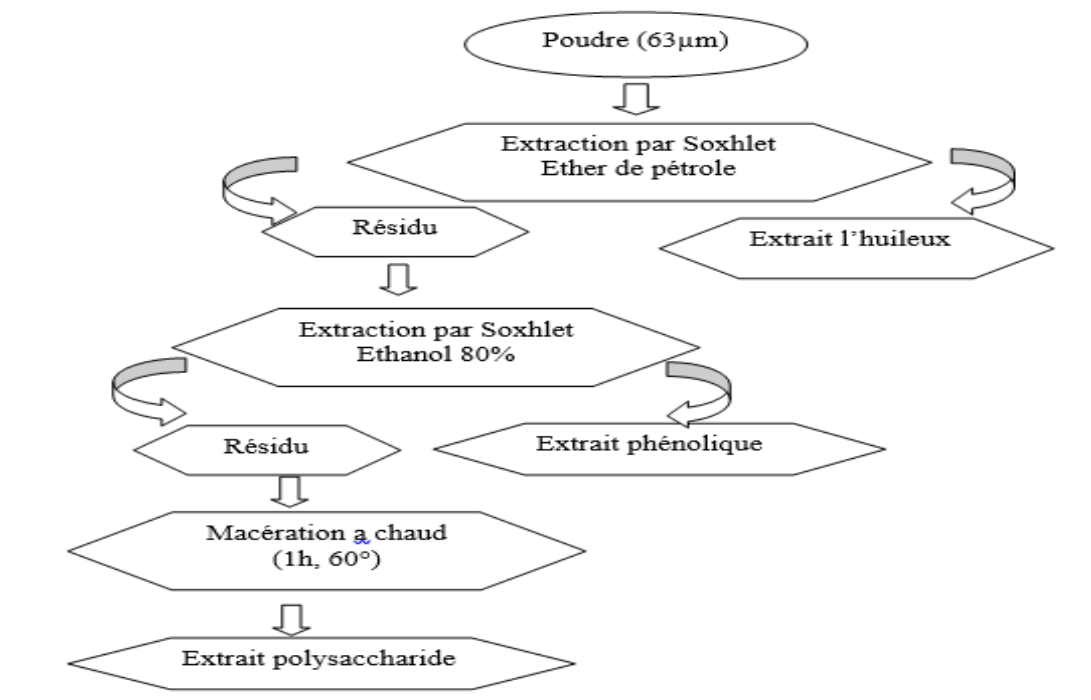 Poudre (63µm)
Extraction par Soxhlet
Ether de pétrole
Résidu
Extrait l’huileux
Extraction par Soxhlet
Ethanol 80%
Résidu
Extrait phénolique
Macération a chaud
(1h, 60°)
Extrait polysaccharide